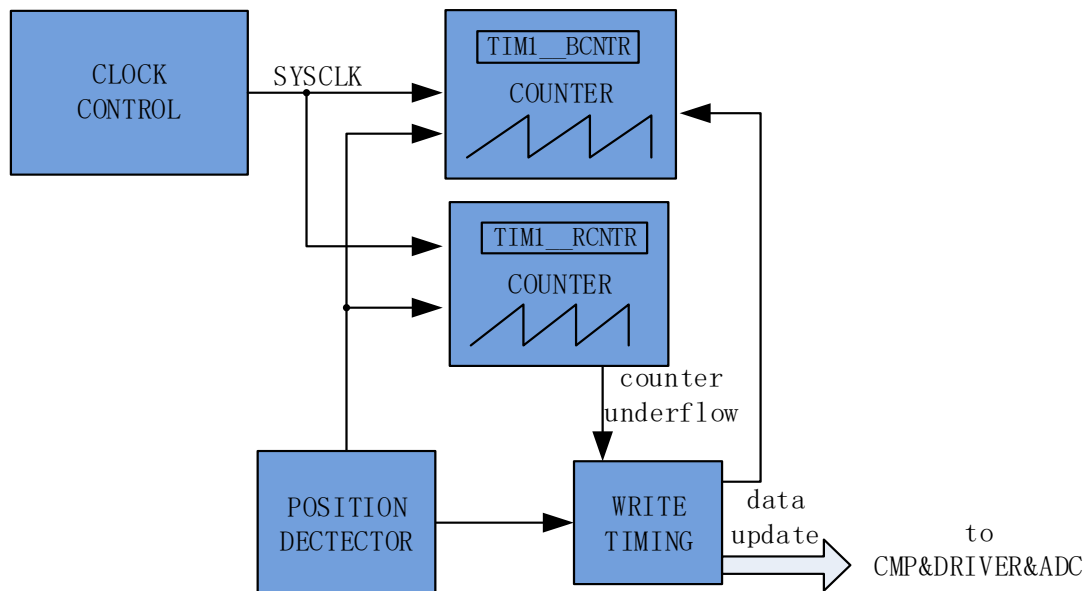 CLOCK
CONTROL
SYSCLK
TIM1__BCNTR
COUNTER
TIM1__RCNTR
COUNTER
counter
underflow
POSITION
DECTECTOR
WRITE
TIMING
data
update
to
CMP&DRIVER&ADC